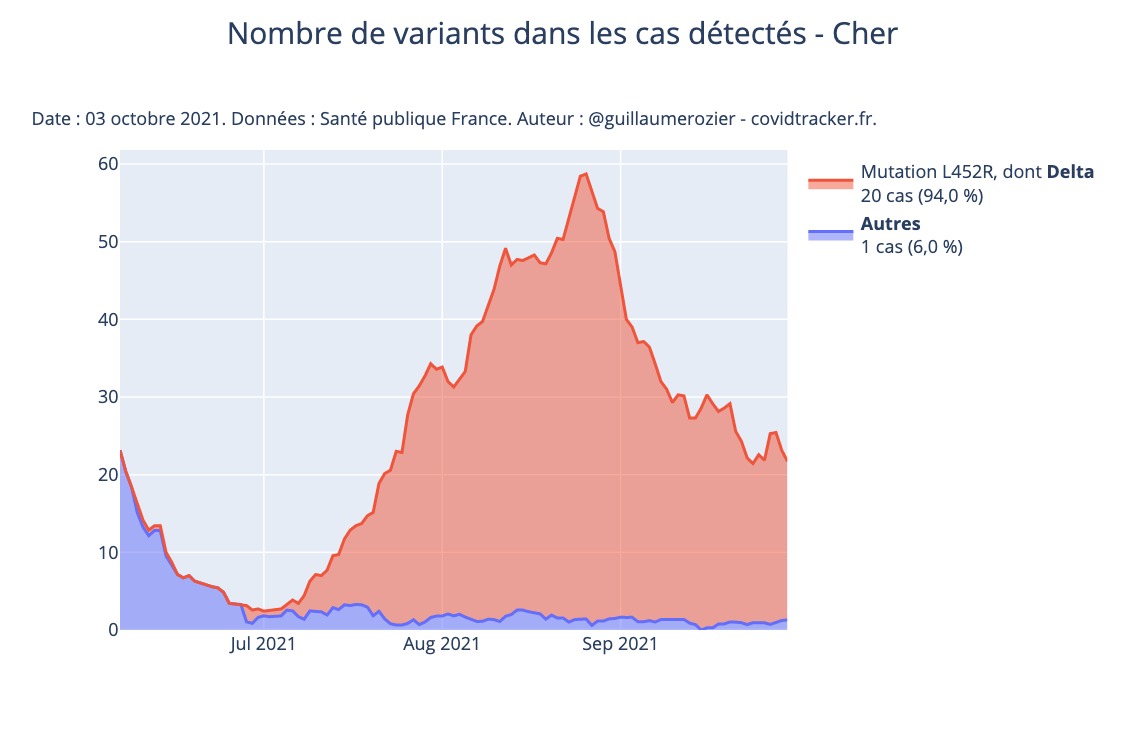 Nombre de variants dans les cas détectés - Cher
Date : 03 octobre 2021. Données : Santé publique France. Auteur : @guillaumerozier - covidtracker.fr.
60
50
40
30
20
10
0
Jul 2021
Aug 2021
Sep 2021
Mutation L452R, dont Delta
20 cas (94,0 %)
Autres
1 cas (6,0 %)